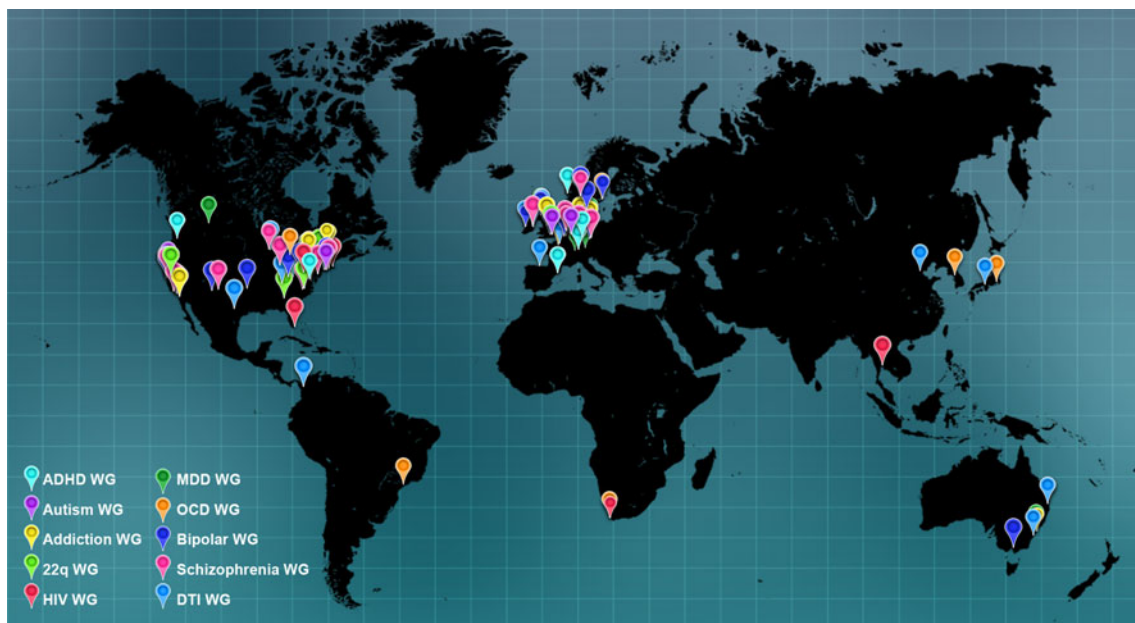 ADHD WG
Autism WG
Addiction WG
22q WG
HIV WG
MDD WG
OCD WG
Bipolar WG
Schizophrenia WG
DTI WG